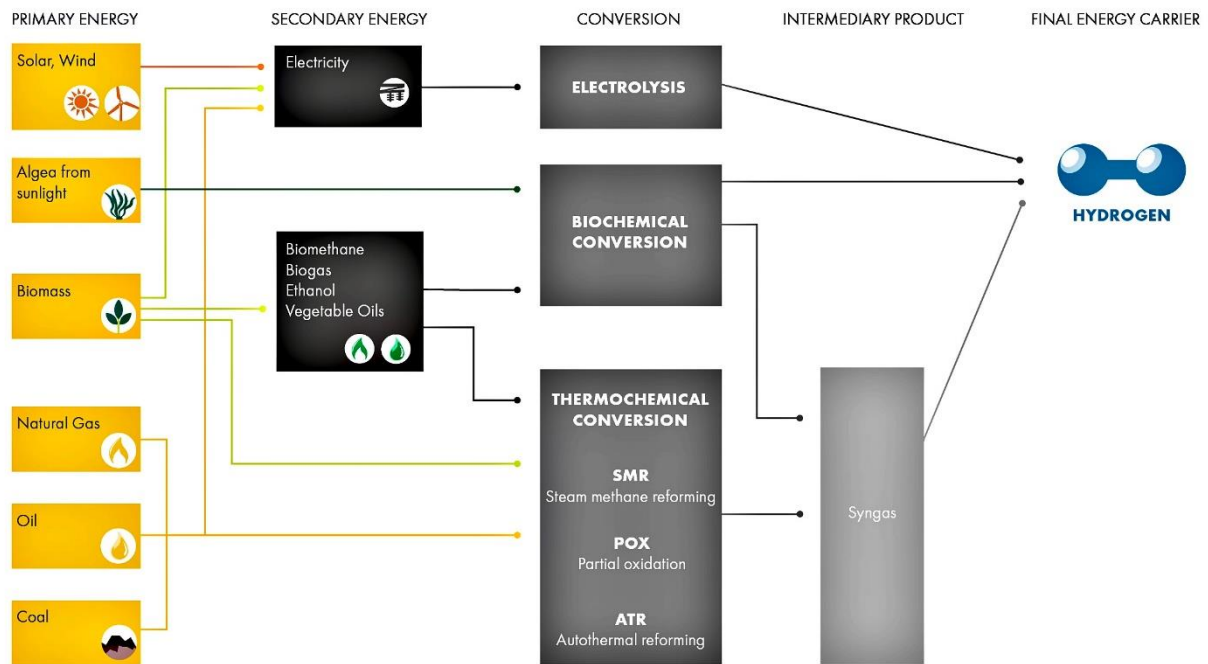 PRIMARY ENERGY
SECONDARY ENERGY
CONVERSION
INTERMEDIARY PRODUCT
FINAL ENERGY CARRIER
Solar, Wind
Electricity
ELECTROLYSIS
Algea from
sunlight
BIOCHEMICAL
CONVERSION
HYDROGEN
Biomass
Biomethane
Biogas
Ethanol
Vegetable Oils
Natural Gas
Oil
Coal
THERMOCHEMICAL
CONVERSION
SMR
Steam methane reforming
POX
Partial oxidation
ATR
Autothermal reforming
Syngas